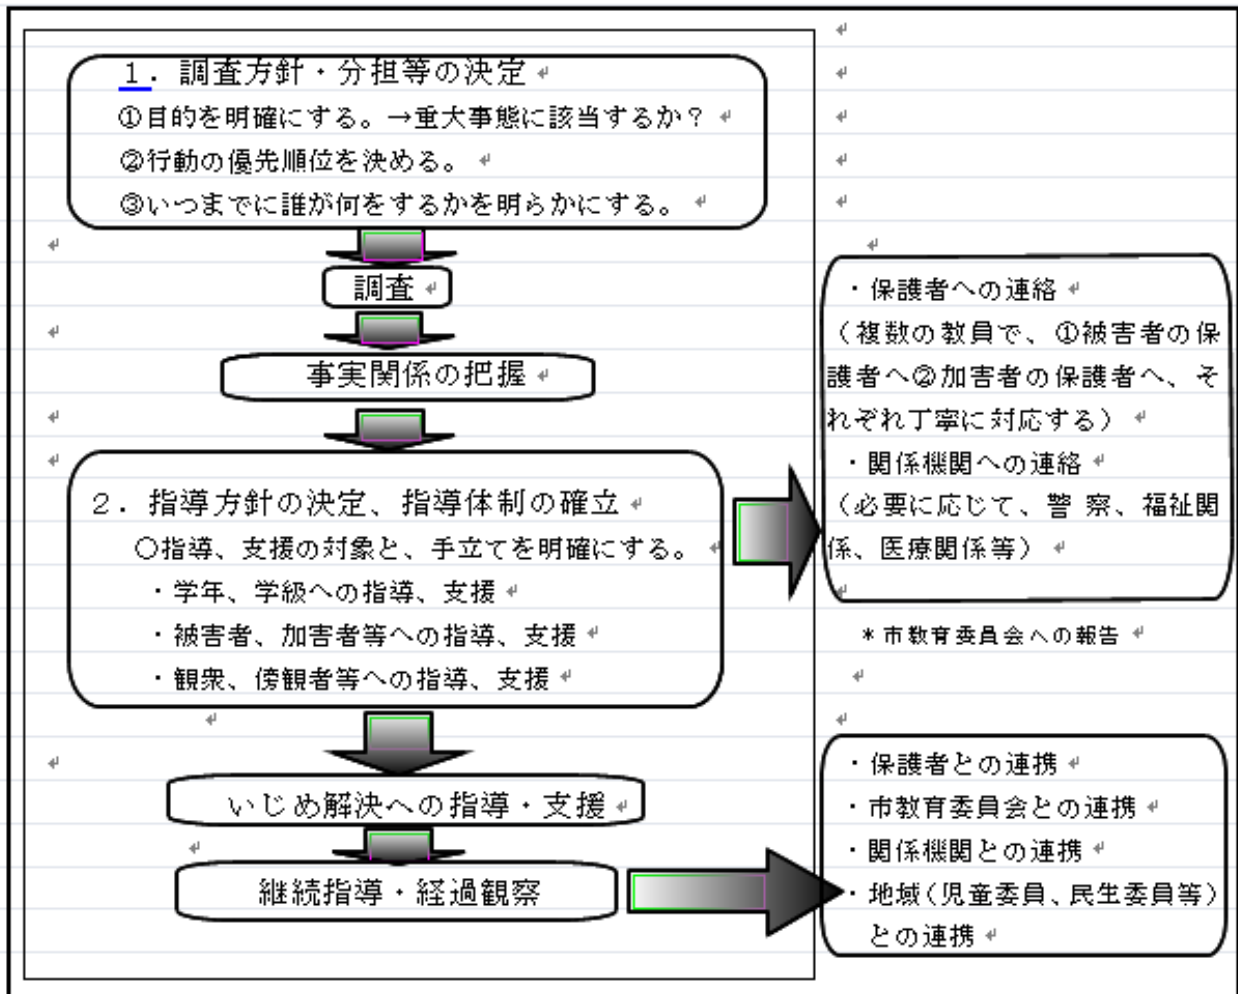 １．調査方針・分担等の決定
①目的を明確にする。→重大事態に該当するか？
②行動の優先順位を決める。
③いつまでに誰が何をするかを明らかにする。
調査
事実関係の把握
２．指導方針の決定、指導体制の確立
〇指導、支援の対象と、手立てを明確にする。
・学年、学級への指導、支援
・被害者、加害者等への指導、支援
・観衆、傍観者等への指導、支援
・保護者への連絡
（複数の教員で、①被害者の保
護者へ②加害者の保護者へ、そ
れぞれ丁寧に対応する）
・関係機関への連絡
（必要に応じて、警 察、福祉関
係、医療関係等）
＊市教育委員会への報告
いじめ解決への指導・支援
継続指導・経過観察
・保護者との連携
・市教育委員会との連携
・関係機関との連携
・地域（児童委員、民生委員等）
との連携